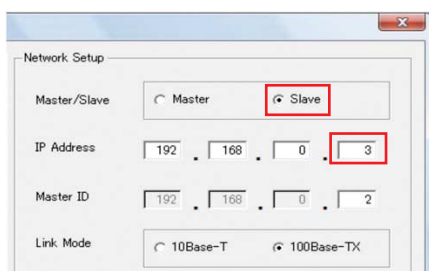 Network Setup
Master/Slave Master Slave
IP Address 192 . 168 . 0 . 3
Master ID 192 . 168 . 0 . 2
Link Mode 10Base-T 100Base-TX